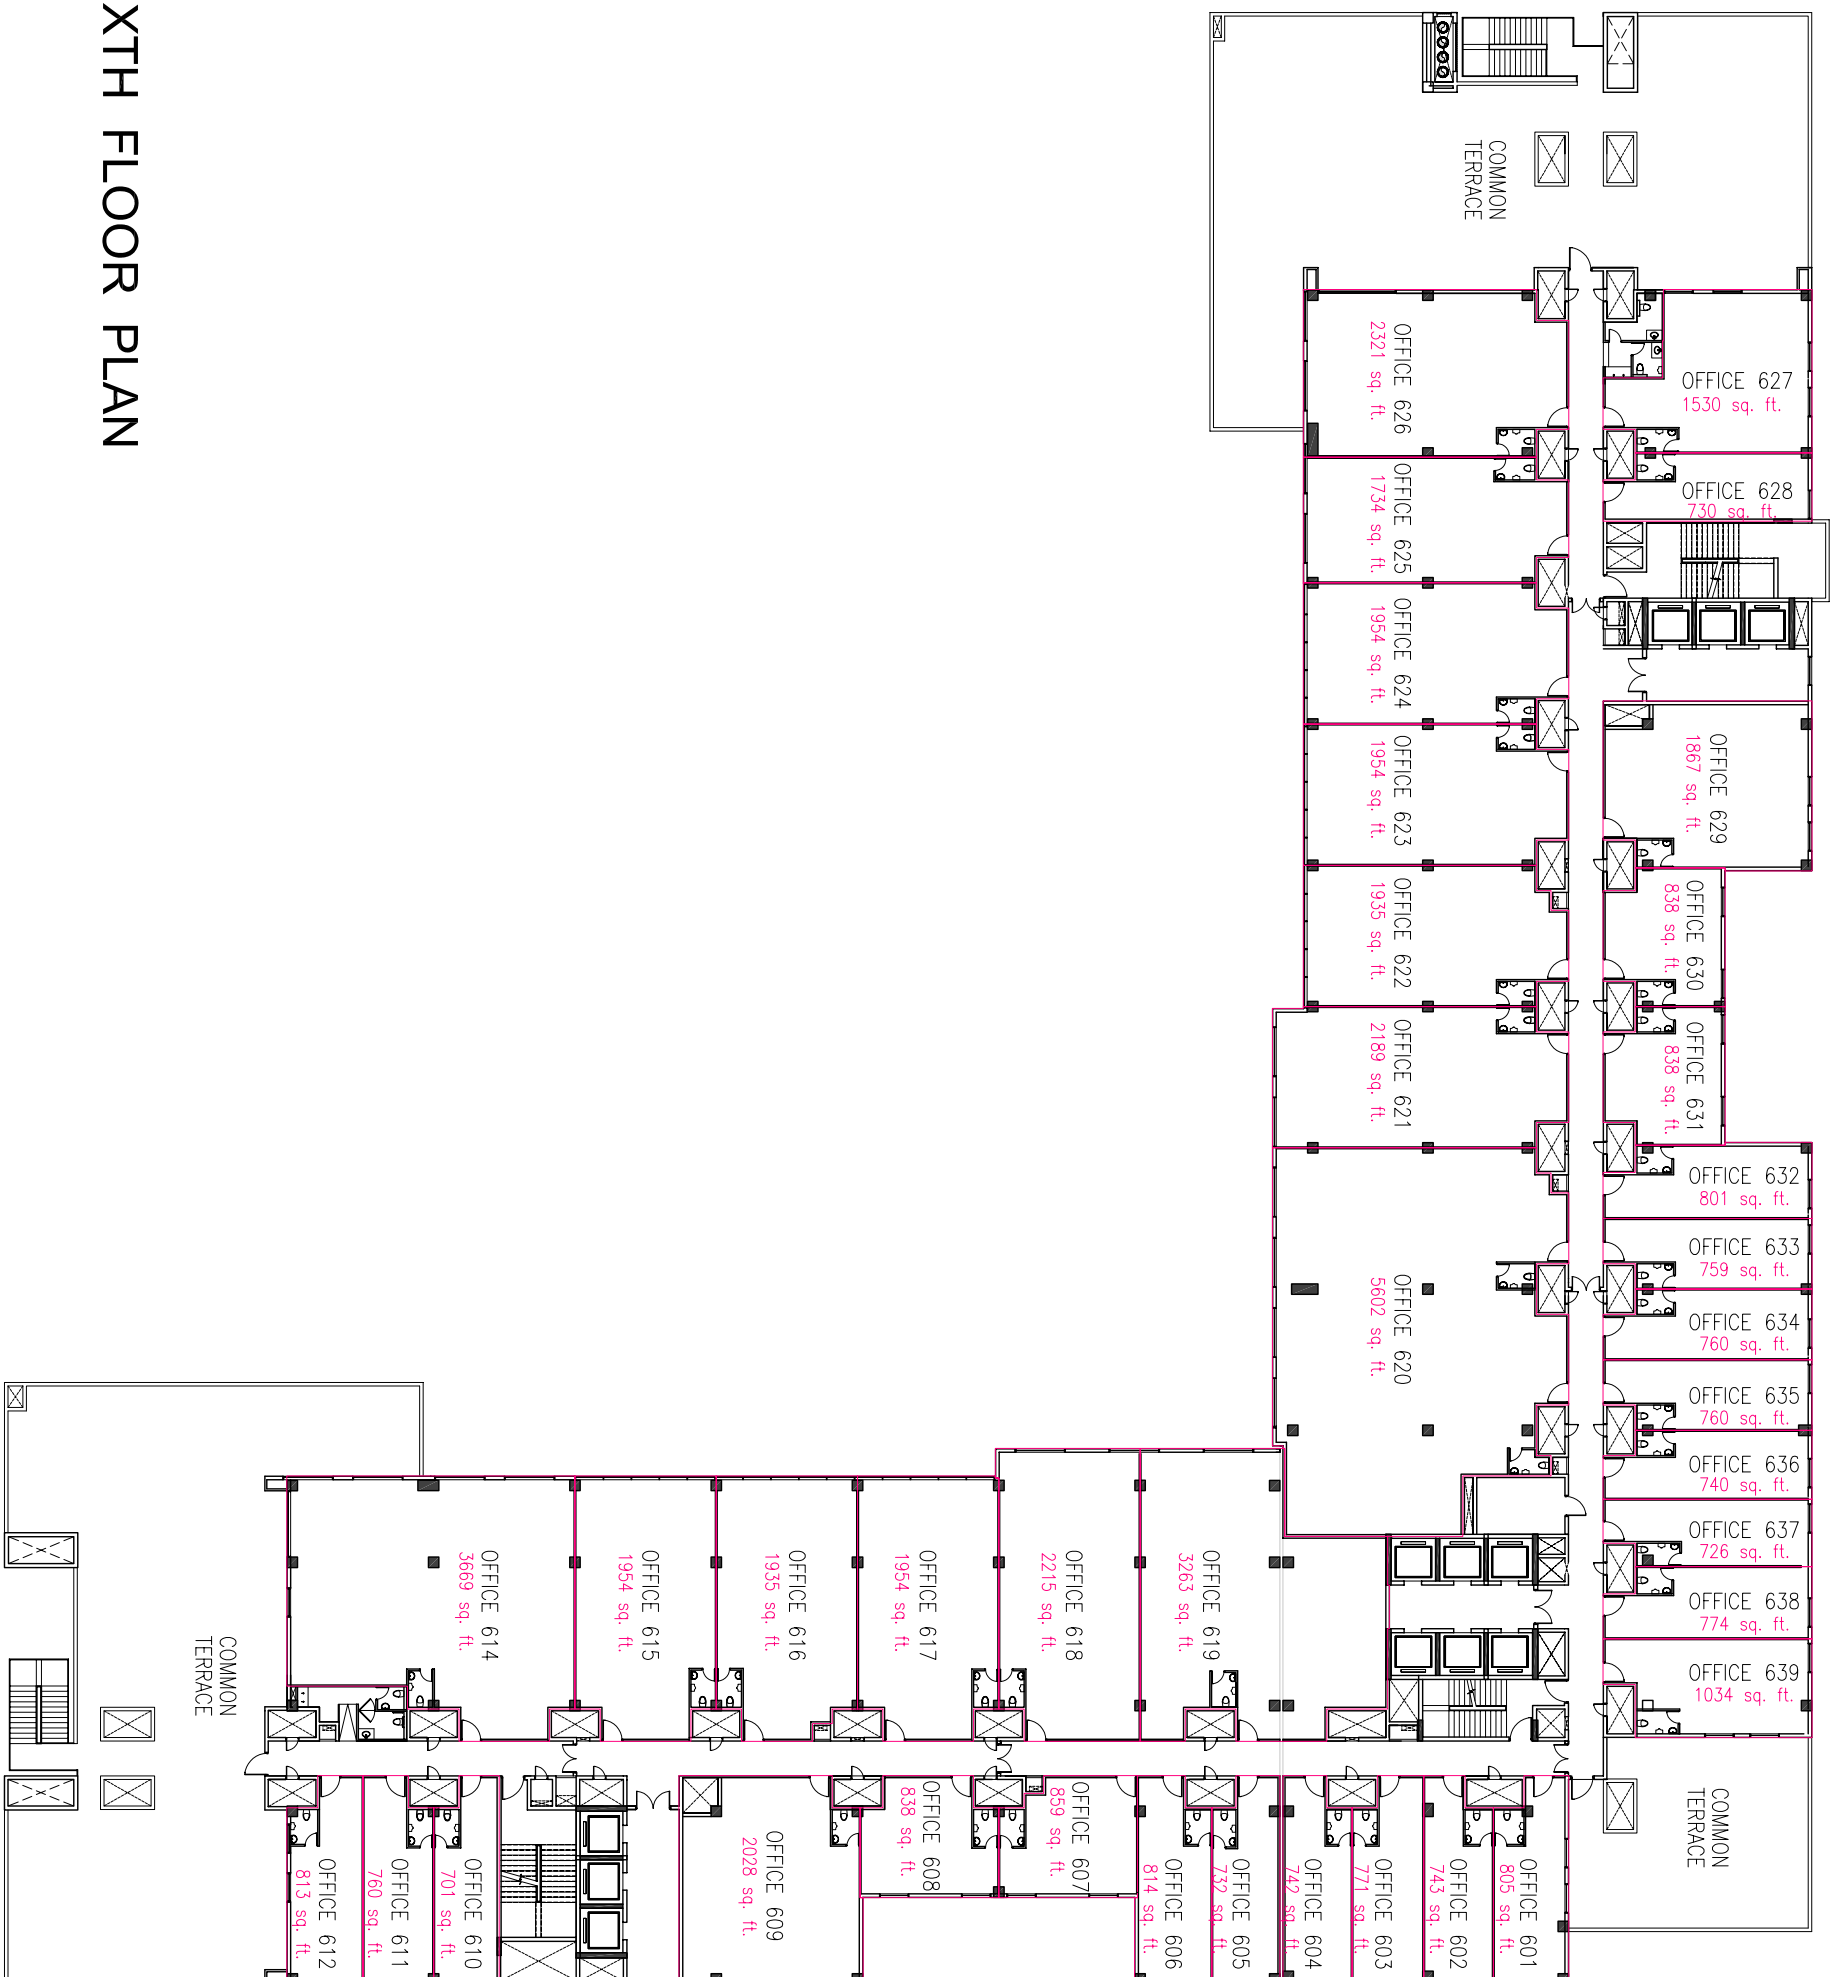 XTH FLOOR PLAN
COMMON
TERRACE
OFFICE 626
2321 sq. ft.
OFFICE 627
1530 sq. ft.
OFFICE 625
1734 sq. ft.
OFFICE 628
730 sq. ft.
OFFICE 624
1954 sq. ft.
OFFICE 623
1954 sq. ft.
OFFICE 629
1867 sq. ft.
OFFICE 622
1935 sq. ft.
OFFICE 630
838 sq. ft.
OFFICE 621
2189 sq. ft.
OFFICE 631
838 sq. ft.
OFFICE 632
801 sq. ft.
OFFICE 633
759 sq. ft.
OFFICE 620
5602 sq. ft.
OFFICE 634
760 sq. ft.
OFFICE 635
760 sq. ft.
OFFICE 636
740 sq. ft.
OFFICE 637
726 sq. ft.
OFFICE 638
774 sq. ft.
OFFICE 639
1034 sq. ft.
COMMON
TERRACE
OFFICE 614
3669 sq. ft.
OFFICE 615
1954 sq. ft.
OFFICE 616
1935 sq. ft.
OFFICE 617
1954 sq. ft.
OFFICE 618
2215 sq. ft.
OFFICE 619
3263 sq. ft.
COMMON
TERRACE
OFFICE 612
813 sq. ft.
OFFICE 611
760 sq. ft.
OFFICE 610
701 sq. ft.
OFFICE 609
2028 sq. ft.
OFFICE 608
838 sq. ft.
OFFICE 607
859 sq. ft.
OFFICE 606
814 sq. ft.
OFFICE 605
732 sq. ft.
OFFICE 604
742 sq. ft.
OFFICE 603
771 sq. ft.
OFFICE 602
743 sq. ft.
OFFICE 601
805 sq. ft.